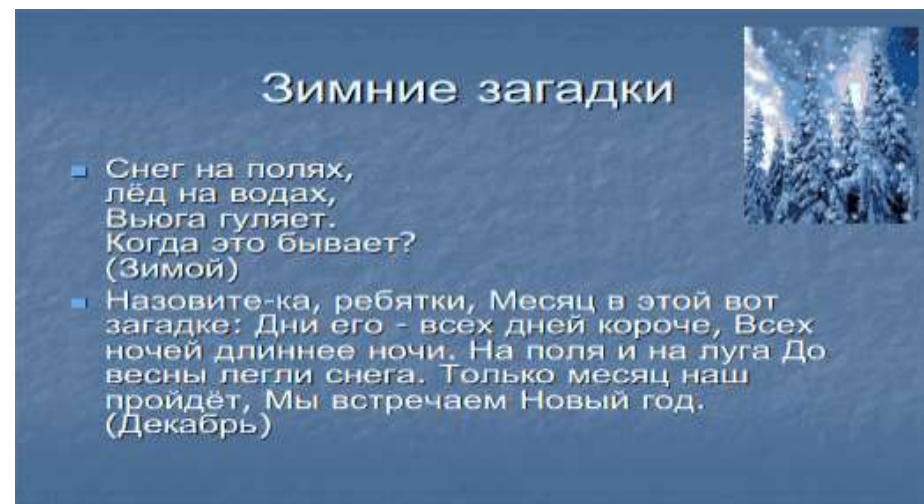 Зимние загадки
Снег на полях,
лёд на водах,
Вьюга гуляет.
Когда это бывает?
(Зимой)
Назовите-ка, ребятки, Месяц в этой вот
загадке: Дни его - всех дней короче, Всех
ночей длиннее ночи. На поля и на луга До
весны легли снега. Только месяц наш
пройдёт, Мы встречаем Новый год.
(Декабрь)